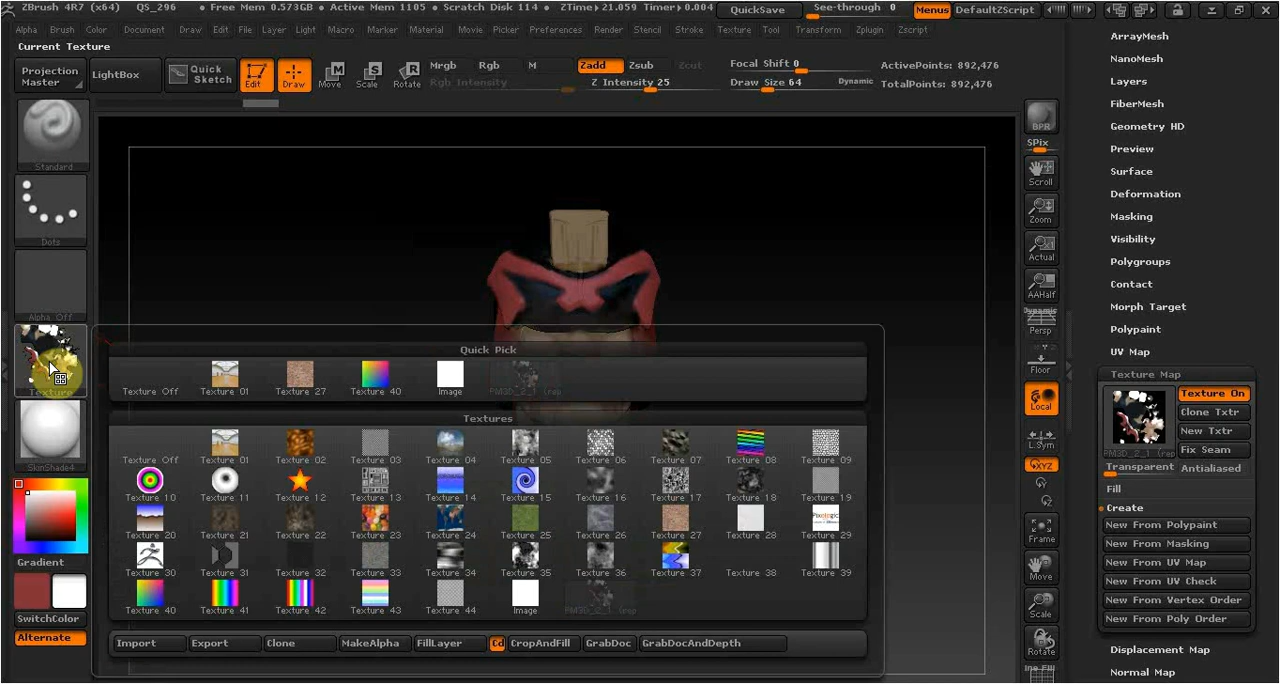 ZBrush 4R7 (x64) QS_296 • Free Mem 0.573GB • Active Mem 1105 • Scratch Disk 114 • ZTime▸21.059 Timer▸0.004 QuickSave See-through 0 Menus DefaultZScript
Alpha Brush Color Document Draw Edit File Layer Light Macro Marker Material Movie Picker Preferences Render Stencil Stroke Texture Tool Transform Zplugin Zscript
Current Texture
Projection Master
LightBox
Quick Sketch
Edit
Draw
Move
Scale
Rotate
Mrgb Rgb M
Rgb Intensity
Zadd Zsub Zcut
Z Intensity 25
Focal Shift 0
Draw Size 64 Dynamic
ActivePoints: 892,476
TotalPoints: 892,476
Standard
Dots
Alpha Off
Texture
SkinShade4
Gradient
SwitchColor
Alternate
Quick Pick
Texture Off Texture 01 Texture 27 Texture 40 Image PM3D_2_1 (rep
Textures
Texture Off Texture 01 Texture 02 Texture 03 Texture 04 Texture 05 Texture 06 Texture 07 Texture 08 Texture 09
Texture 10 Texture 11 Texture 12 Texture 13 Texture 14 Texture 15 Texture 16 Texture 17 Texture 18 Texture 19
Pixologic
Texture 20 Texture 21 Texture 22 Texture 23 Texture 24 Texture 25 Texture 26 Texture 27 Texture 28 Texture 29
Texture 30 Texture 31 Texture 32 Texture 33 Texture 34 Texture 35 Texture 36 Texture 37 Texture 38 Texture 39
Texture 40 Texture 41 Texture 42 Texture 43 Texture 44 Image PM3D_2_1 (rep
Import Export Clone MakeAlpha FillLayer Cd CropAndFill GrabDoc GrabDocAndDepth
BPR
SPix
Scroll
Zoom
Actual
AAHalf
Dynamic
Persp
Floor
Local
L.Sym
XYZ
Frame
Move
Scale
Rotate
Line Fill
ArrayMesh
NanoMesh
Layers
FiberMesh
Geometry HD
Preview
Surface
Deformation
Masking
Visibility
Polygroups
Contact
Morph Target
Polypaint
UV Map
Texture Map
PM3D_2_1 (rep
Texture On
Clone Txtr
New Txtr
Fix Seam
Transparent Antialiased
Fill
Create
New From Polypaint
New From Masking
New From UV Map
New From UV Check
New From Vertex Order
New From Poly Order
Displacement Map
Normal Map